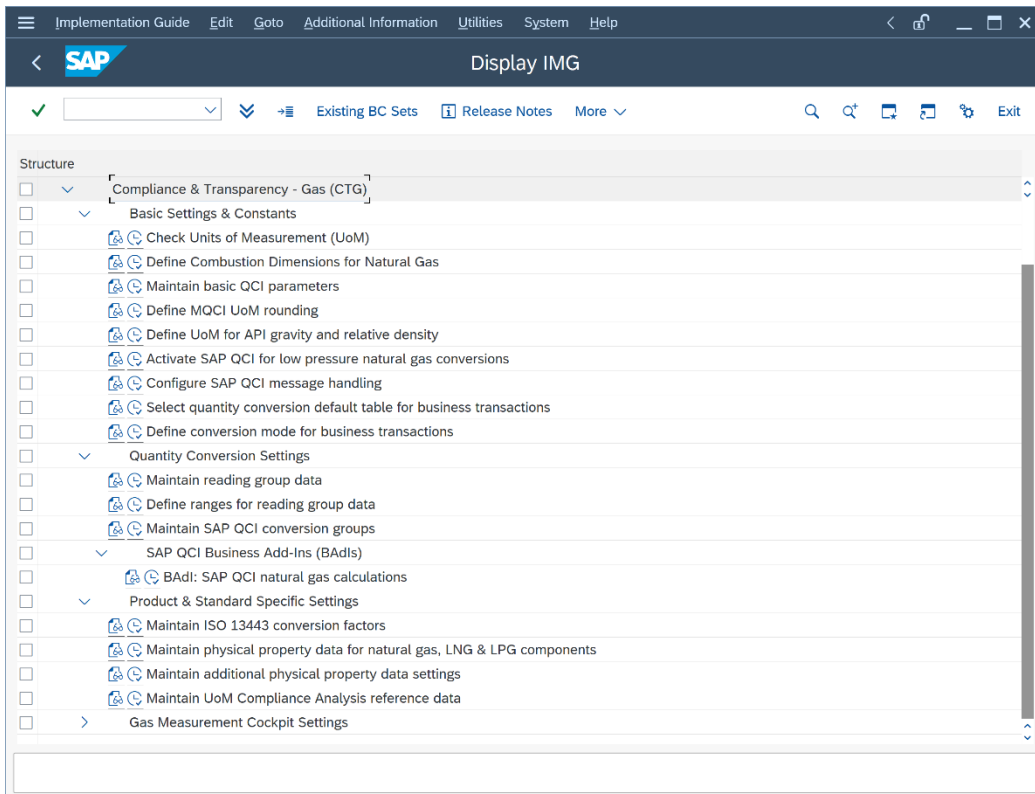 Implementation Guide Edit Goto Additional Information Utilities System Help
SAP Display IMG
Existing BC Sets Release Notes More Exit
Structure
Compliance & Transparency - Gas (CTG)
Basic Settings & Constants
Check Units of Measurement (UoM)
Define Combustion Dimensions for Natural Gas
Maintain basic QCI parameters
Define MQCI UoM rounding
Define UoM for API gravity and relative density
Activate SAP QCI for low pressure natural gas conversions
Configure SAP QCI message handling
Select quantity conversion default table for business transactions
Define conversion mode for business transactions
Quantity Conversion Settings
Maintain reading group data
Define ranges for reading group data
Maintain SAP QCI conversion groups
SAP QCI Business Add-Ins (BAdIs)
BAdI: SAP QCI natural gas calculations
Product & Standard Specific Settings
Maintain ISO 13443 conversion factors
Maintain physical property data for natural gas, LNG & LPG components
Maintain additional physical property data settings
Maintain UoM Compliance Analysis reference data
Gas Measurement Cockpit Settings